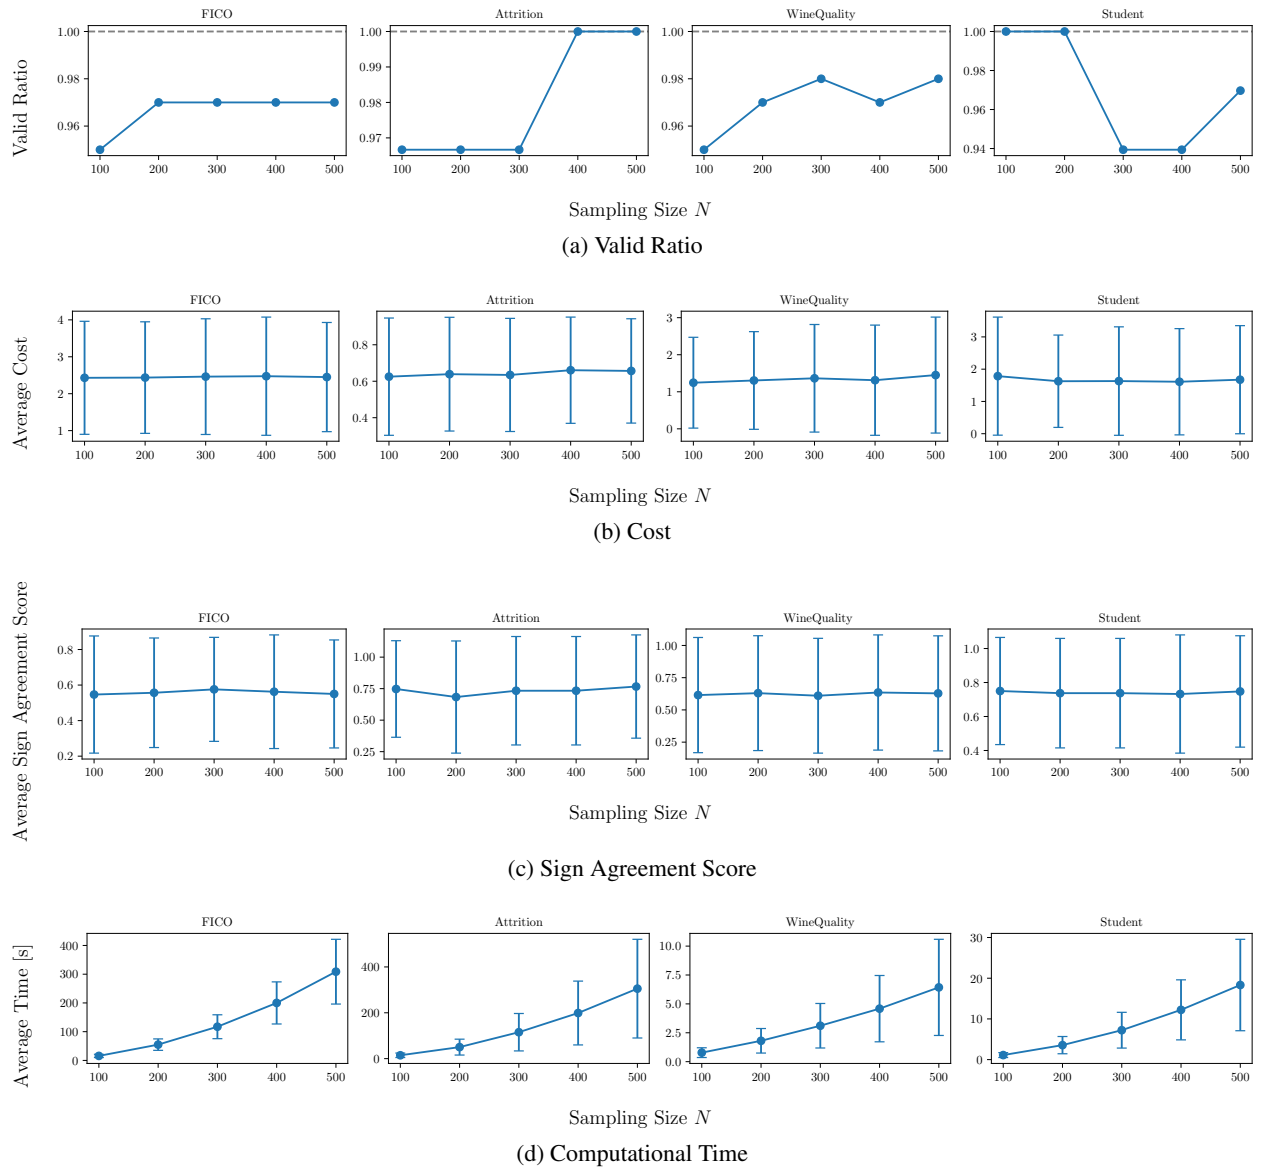 FICO Attrition WineQuality Student
Valid Ratio
1.00 0.98 0.96
1.00 0.99 0.98 0.97
1.00 0.98 0.96
1.00 0.98 0.96 0.94
100 200 300 400 500 100 200 300 400 500 100 200 300 400 500 100 200 300 400 500
Sampling Size N
(a) Valid Ratio
FICO Attrition WineQuality Student
Average Cost
4 3 2 1
0.8 0.6 0.4
3 2 1 0
3 2 1 0
100 200 300 400 500 100 200 300 400 500 100 200 300 400 500 100 200 300 400 500
Sampling Size N
(b) Cost
FICO Attrition WineQuality Student
Average Sign Agreement Score
0.8 0.6 0.4 0.2
1.00 0.75 0.50 0.25
1.00 0.75 0.50 0.25
1.0 0.8 0.6 0.4
100 200 300 400 500 100 200 300 400 500 100 200 300 400 500 100 200 300 400 500
Sampling Size N
(c) Sign Agreement Score
FICO Attrition WineQuality Student
Average Time [s]
400 300 200 100 0
400 200 0
10.0 7.5 5.0 2.5 0.0
30 20 10 0
100 200 300 400 500 100 200 300 400 500 100 200 300 400 500 100 200 300 400 500
Sampling Size N
(d) Computational Time